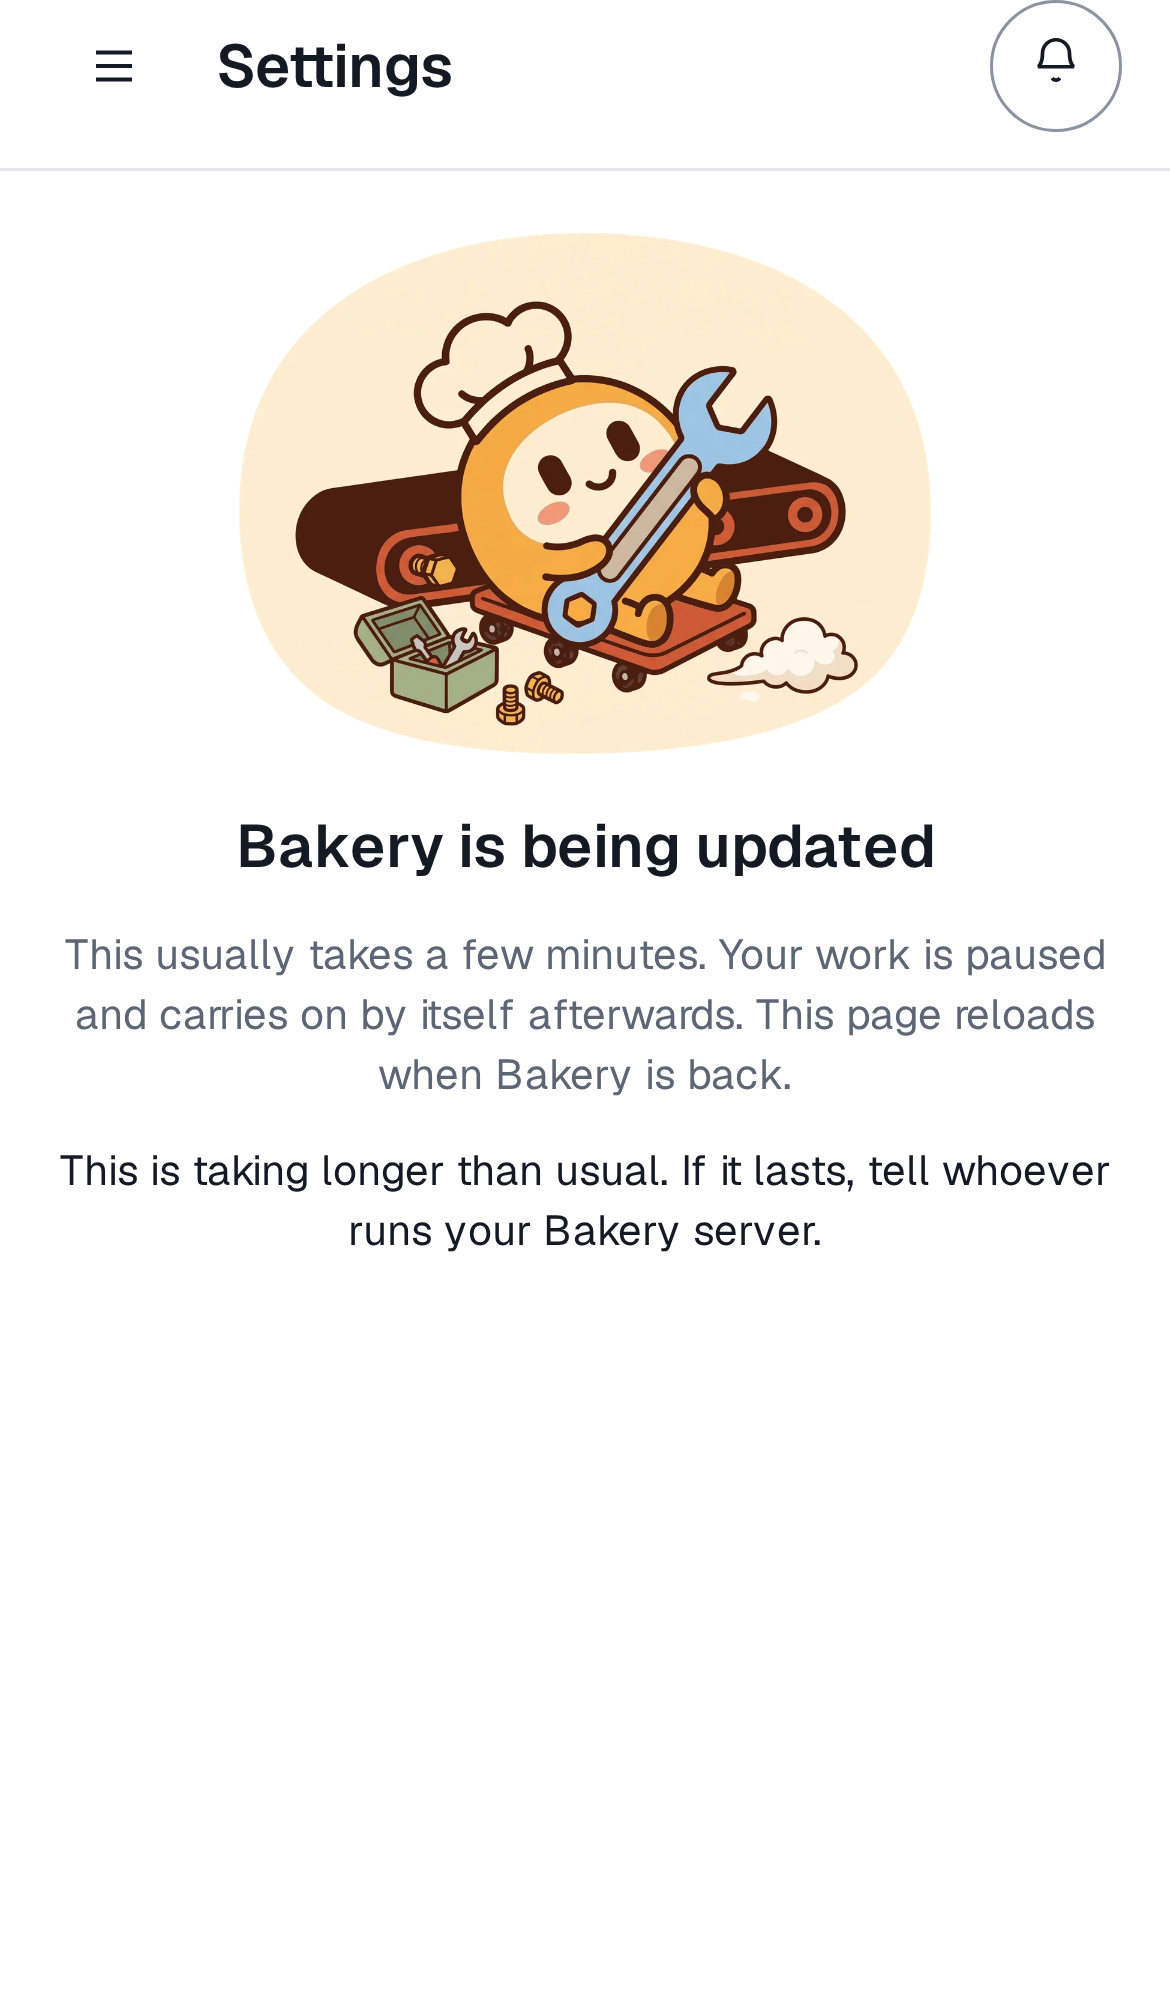 Settings
Bakery is being updated
This usually takes a few minutes. Your work is paused
and carries on by itself afterwards. This page reloads
when Bakery is back.
This is taking longer than usual. If it lasts, tell whoever
runs your Bakery server.